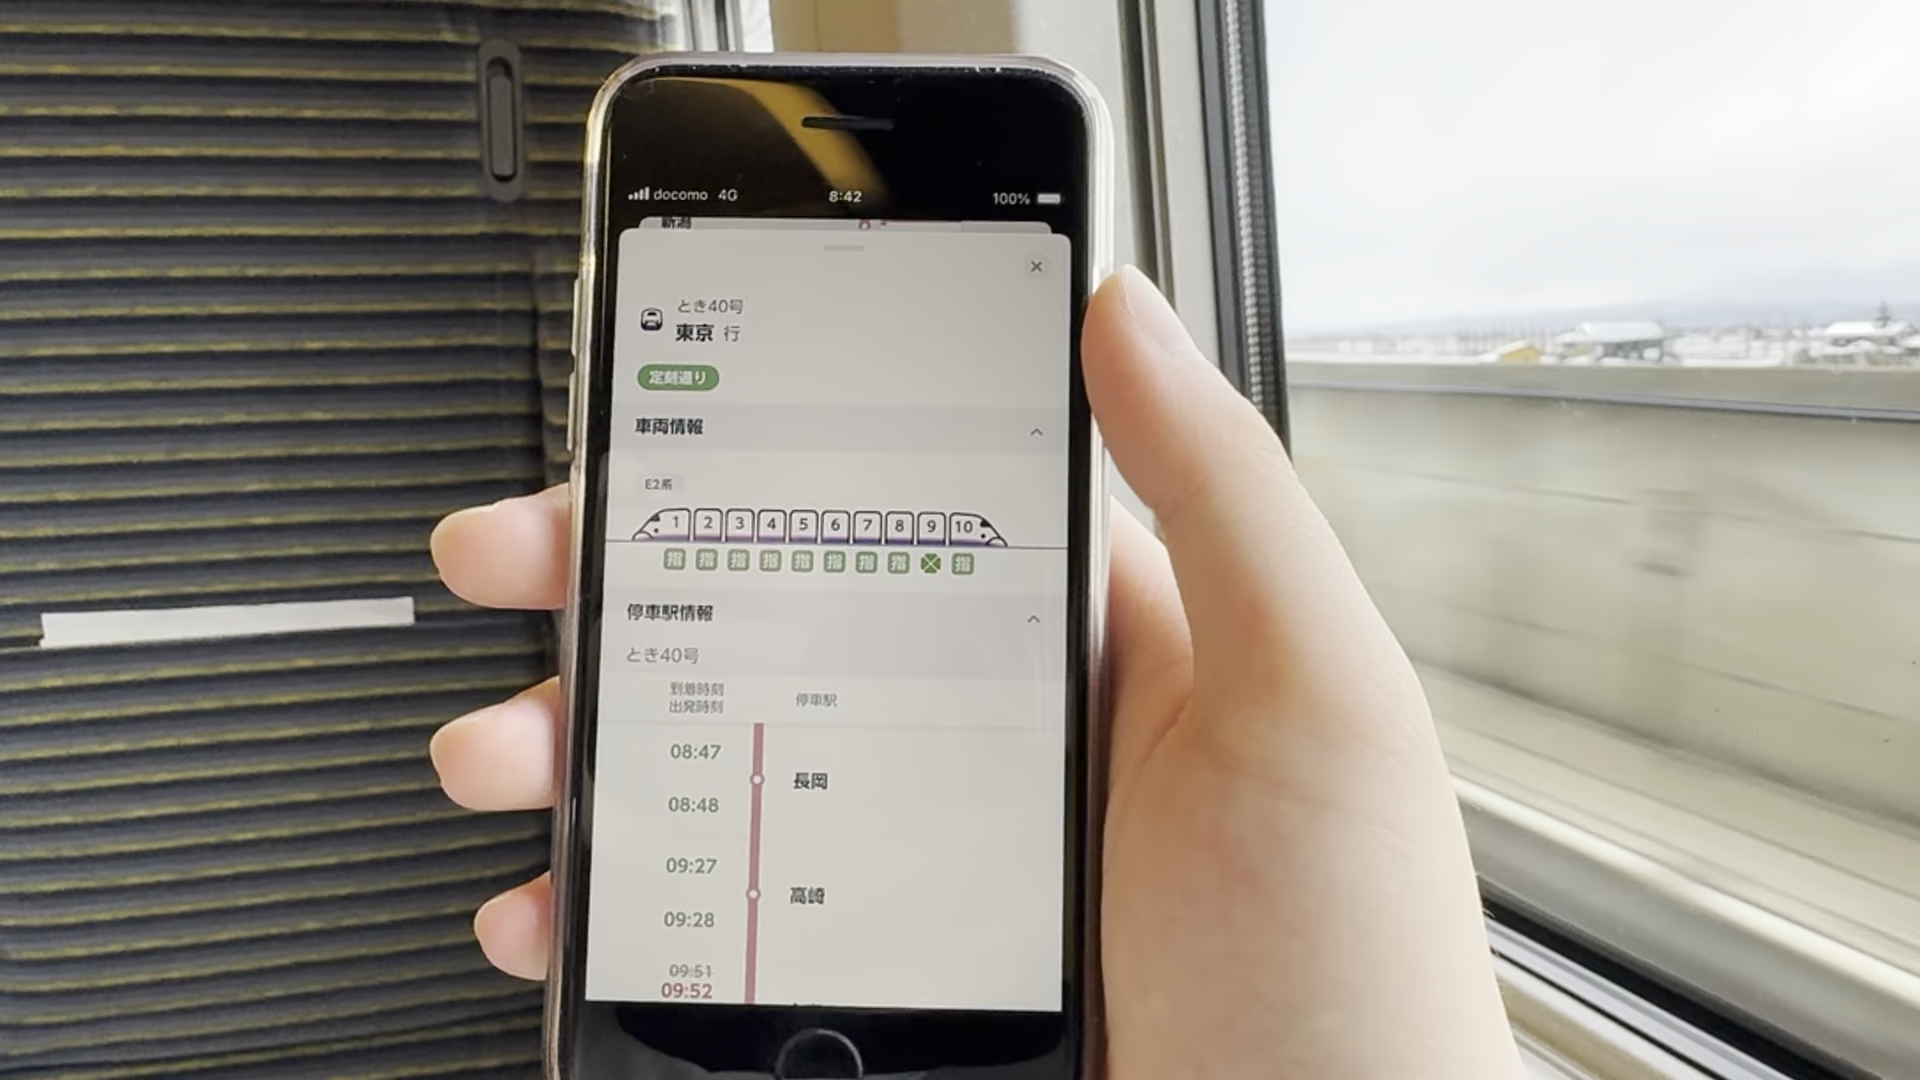 docomo 4G 8:42 100%
新潟
とき40号
東京 行
定刻通り
車両情報
E2系
1 2 3 4 5 6 7 8 9 10
指 指 指 指 指 指 指 指 指
停車駅情報
とき40号
到着時刻
出発時刻
停車駅
08:47
長岡
08:48
09:27
高崎
09:28
09:51
09:52